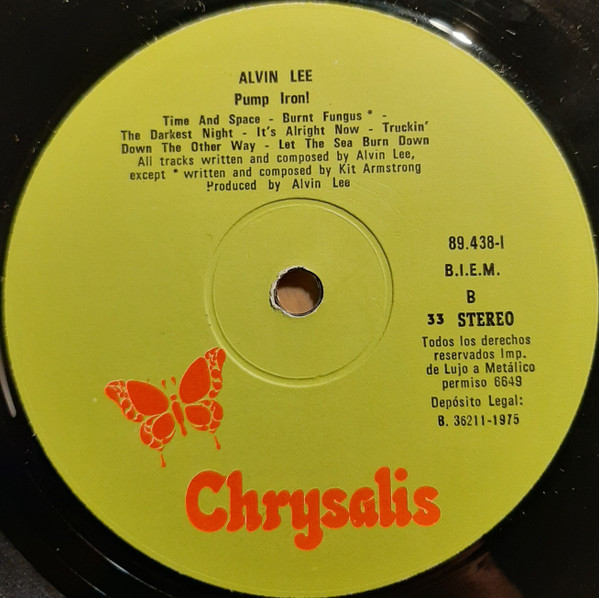 ALVIN LEE
Pump Iron!
Time And Space - Burnt Fungus * -
The Darkest Night - It's Alright Now - Truckin'
Down The Other Way - Let The Sea Burn Down
All tracks written and composed by Alvin Lee,
except * written and composed by Kit Armstrong
Produced by Alvin Lee
89.438-I
B.I.E.M.
B
33 STEREO
Todos los derechos
reservados Imp.
de Lujo a Metálico
permiso 6649
Depósito Legal:
B. 36211-1975
Chrysalis